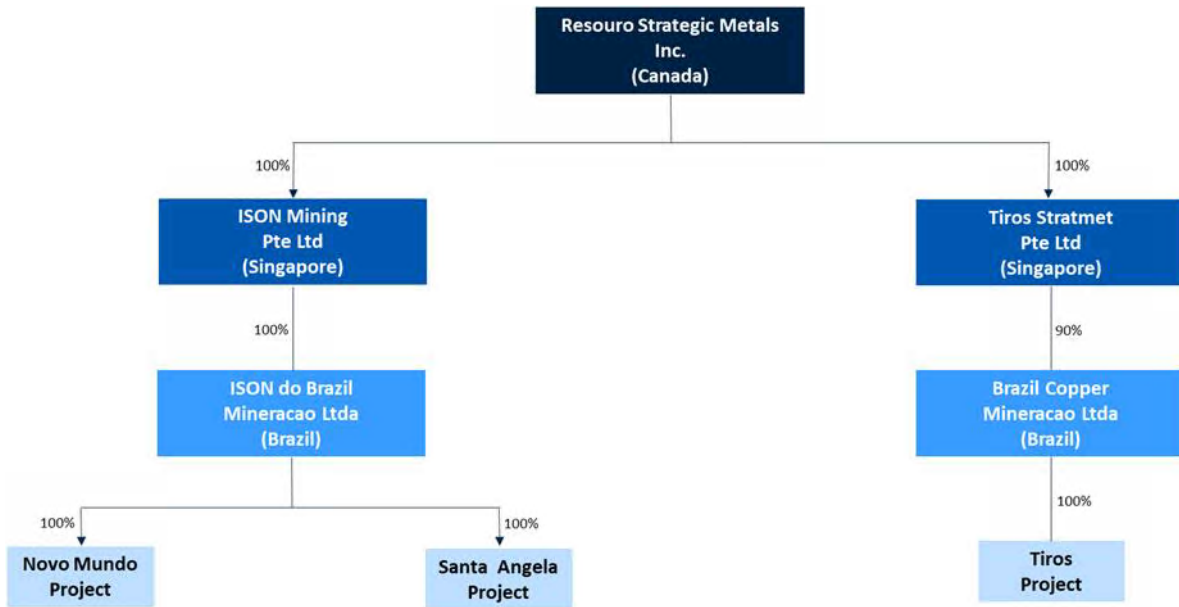 Resouro Strategic Metals
Inc.
(Canada)
100%
100%
ISON Mining
Pte Ltd
(Singapore)
Tiros Stratmet
Pte Ltd
(Singapore)
100%
90%
ISON do Brazil
Mineracao Ltda
(Brazil)
Brazil Copper
Mineracao Ltda
(Brazil)
100%
100%
100%
Novo Mundo
Project
Santa Angela
Project
Tiros
Project